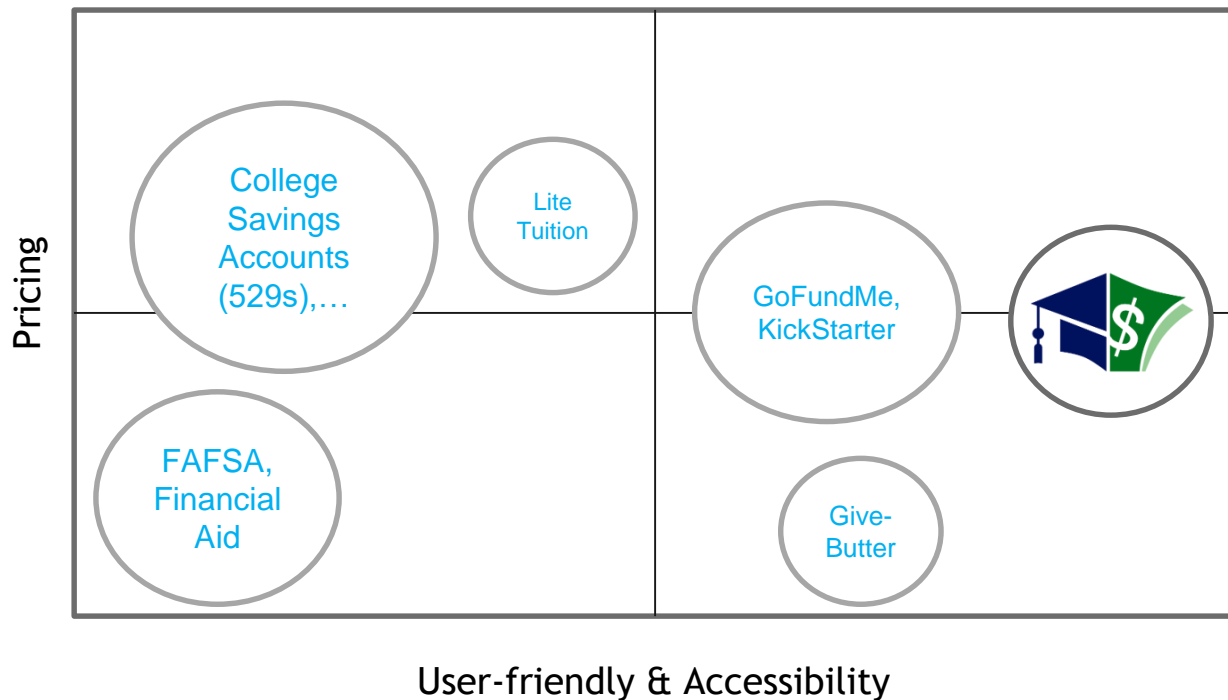 College
Savings
Accounts
(529s),…
Lite
Tuition
GoFundMe,
KickStarter
$
FAFSA,
Financial
Aid
Give-
Butter
Pricing
User-friendly & Accessibility